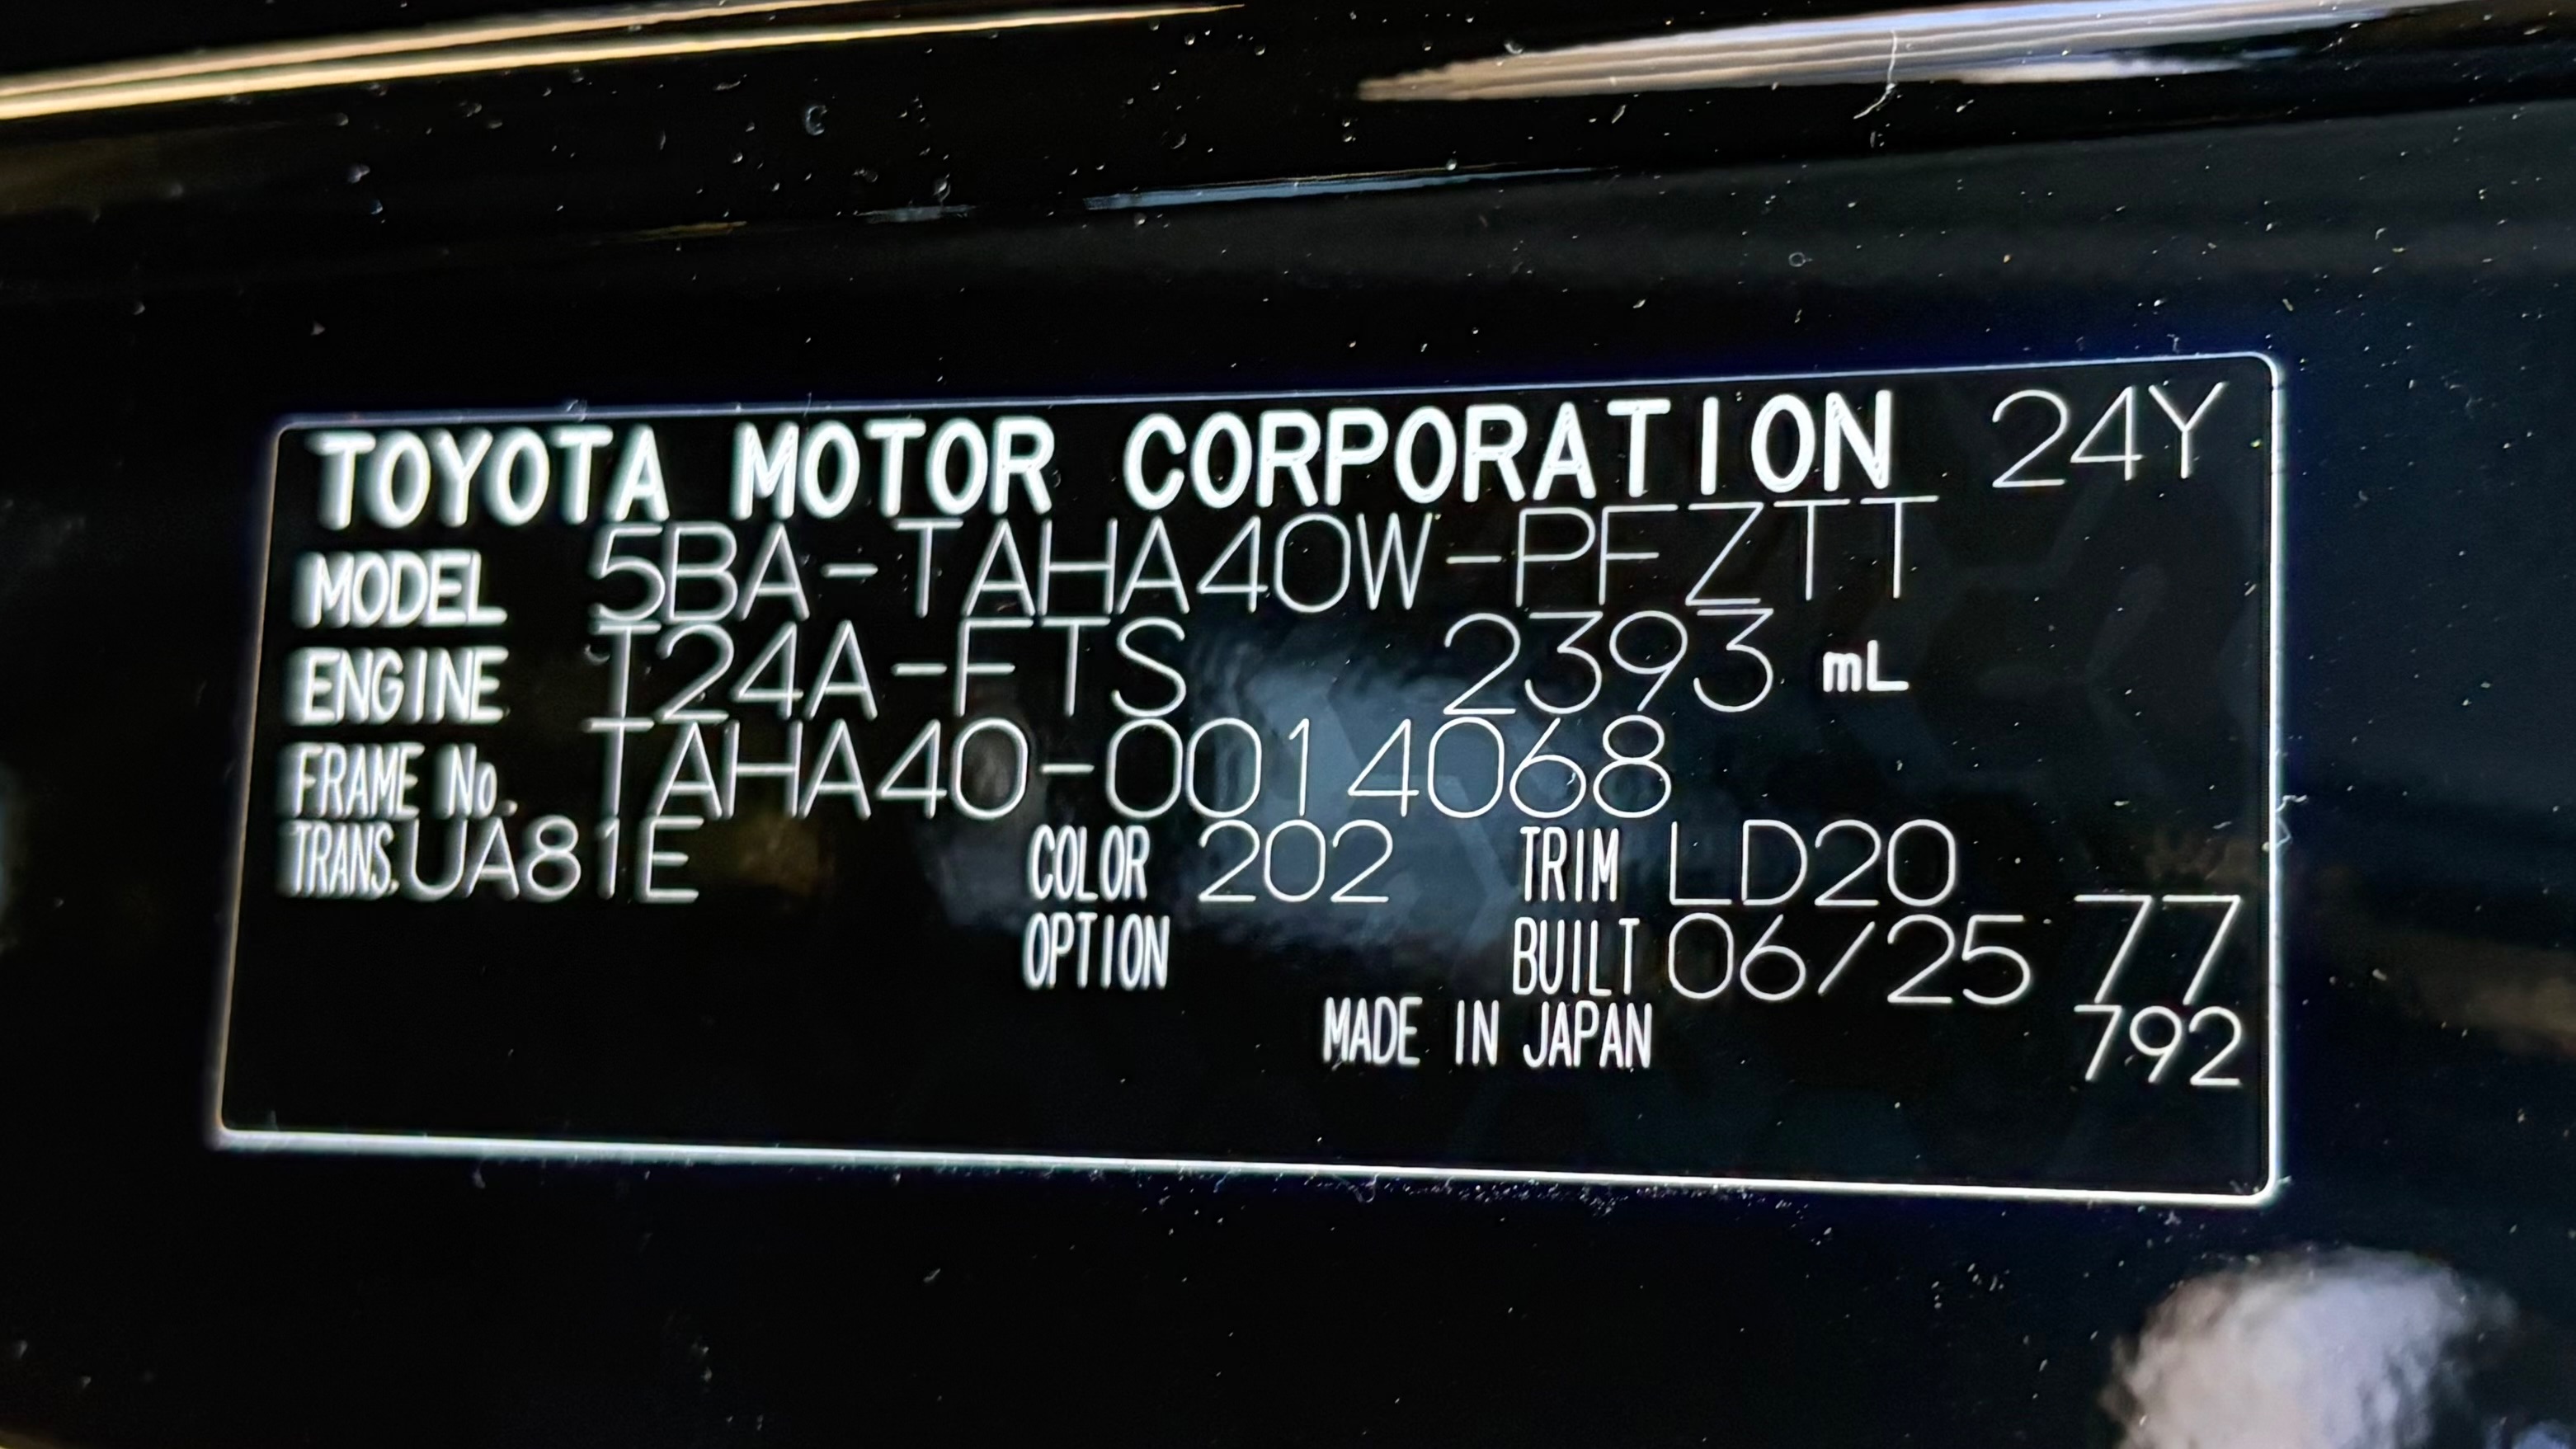 TOYOTA MOTOR CORPORATION 24Y
MODEL 5BA-TAHA40W-PFZTT
ENGINE T24A-FTS 2393 mL
FRAME No. TAHA40-0014068
TRANS. UA81E COLOR 202 TRIM LD20
OPTION BUILT 06/25 77
MADE IN JAPAN 792